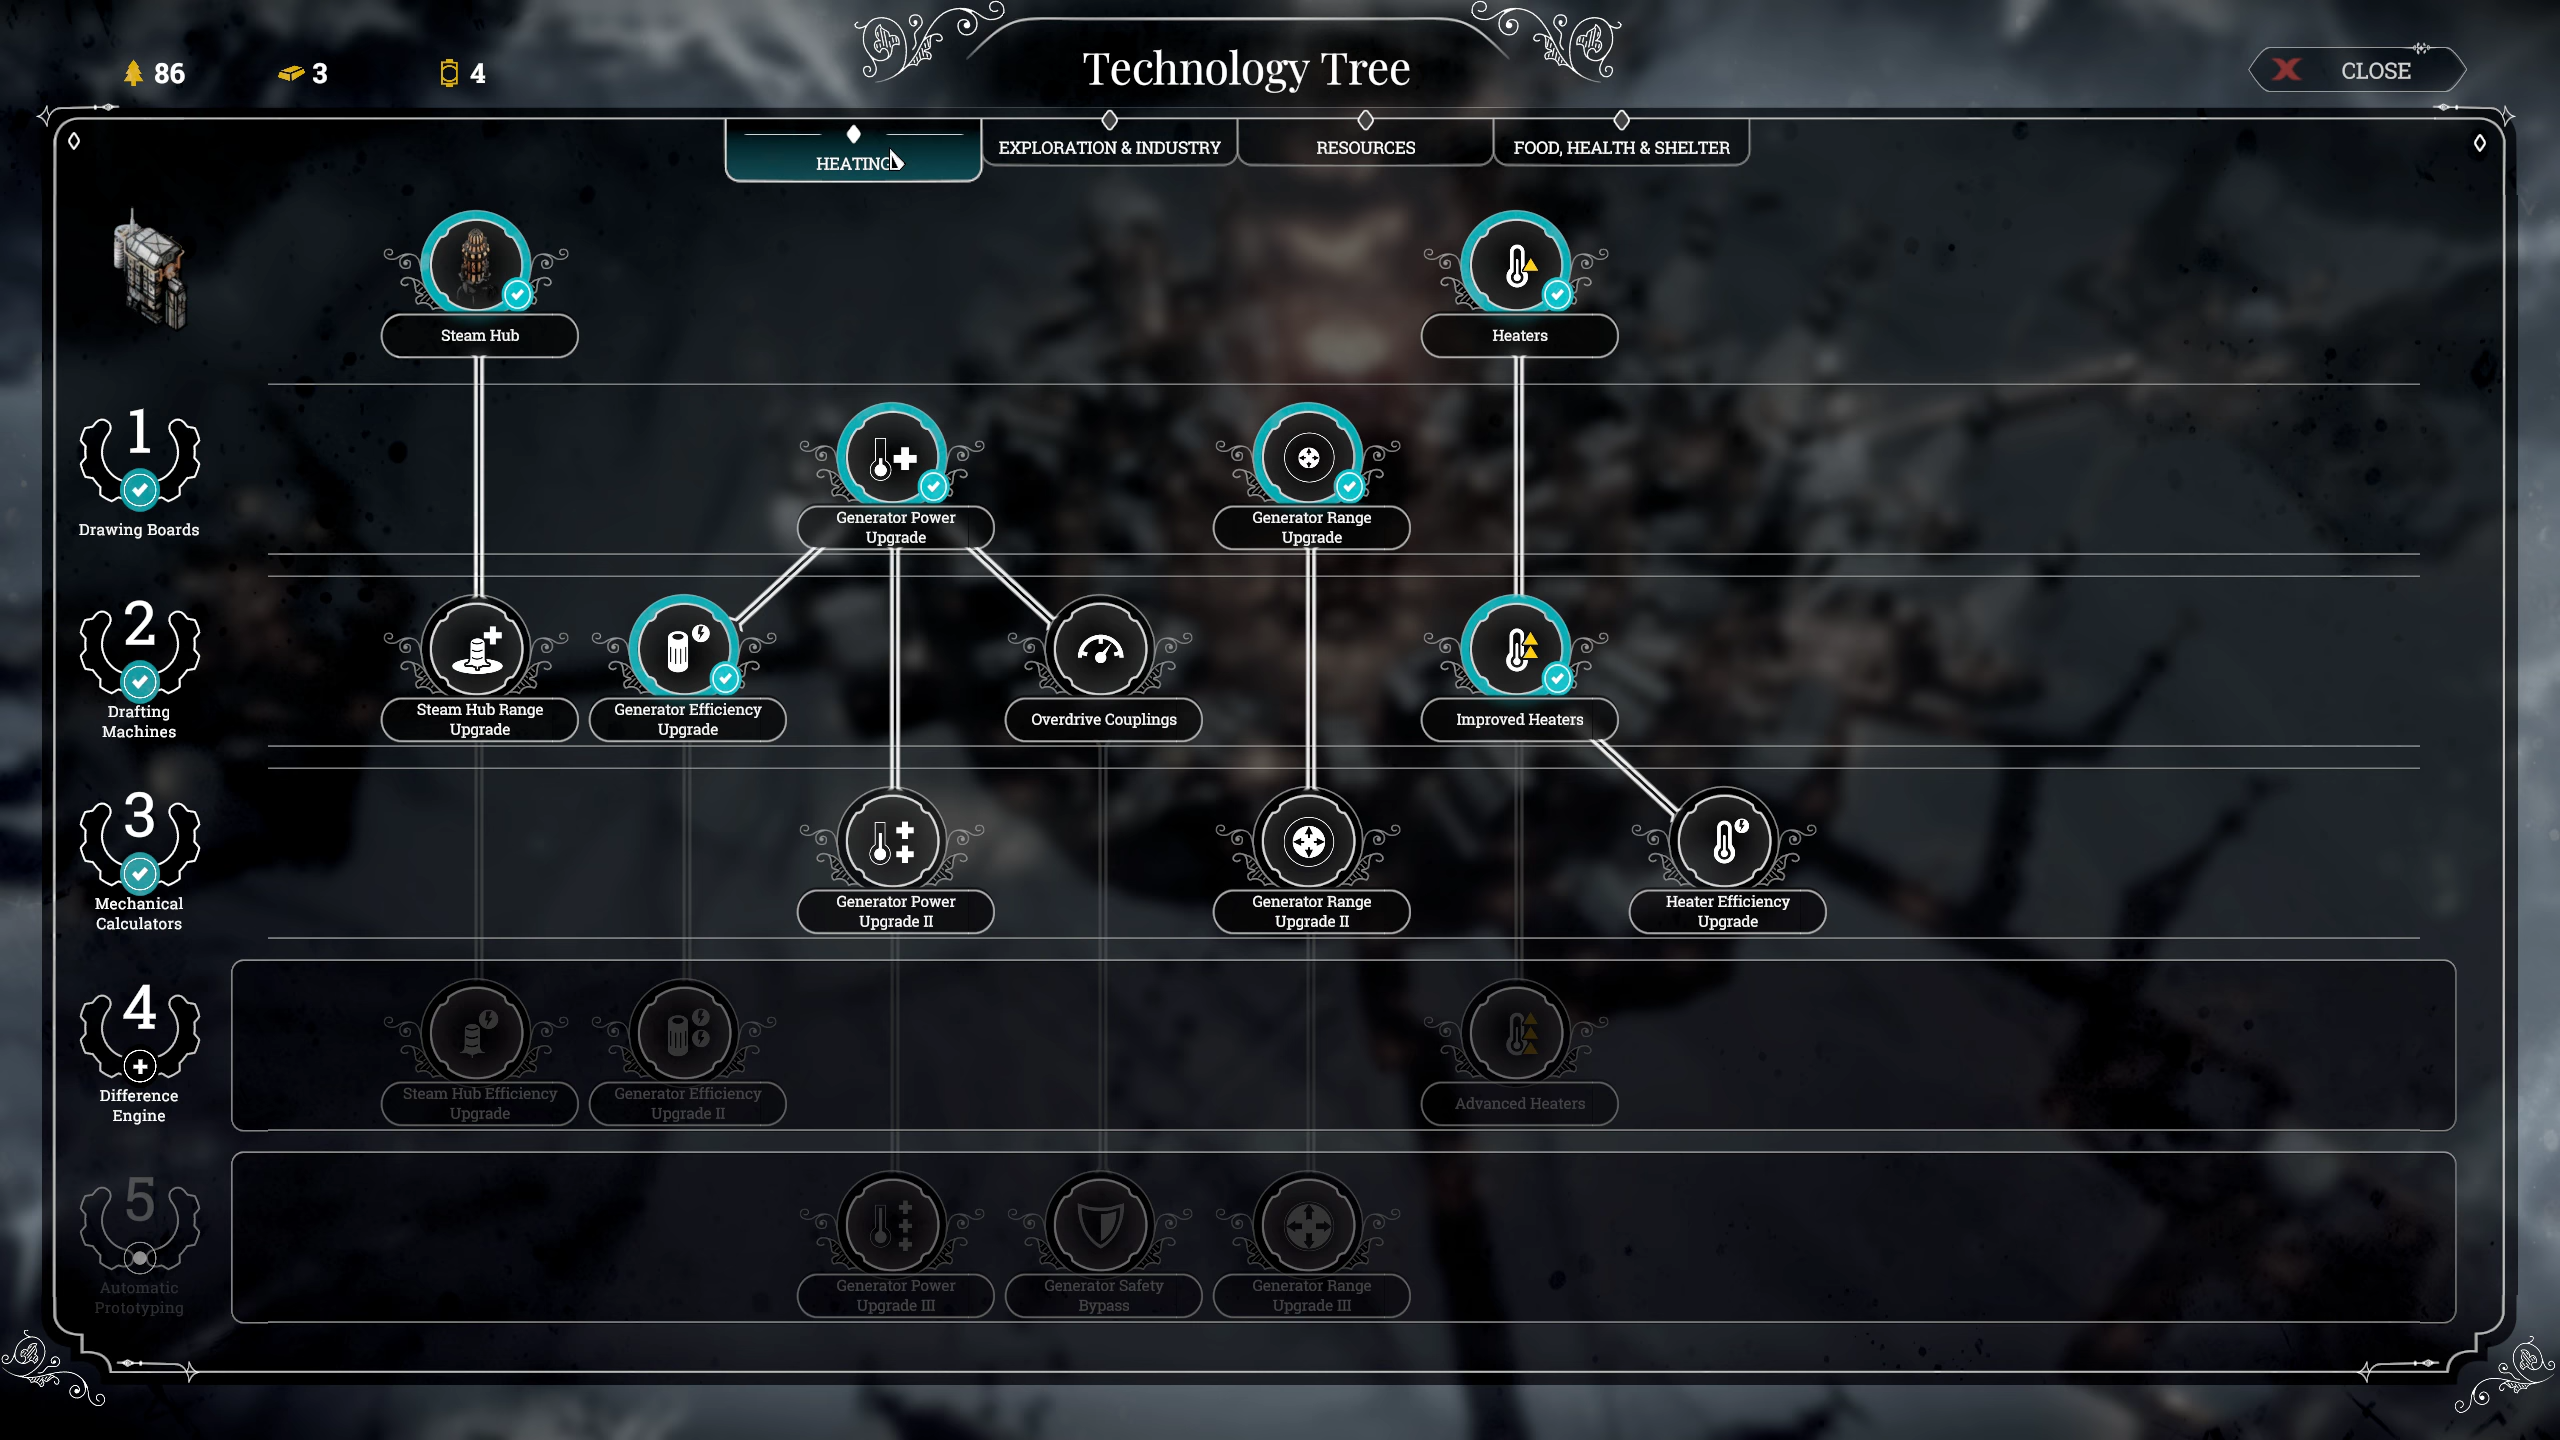 86 3 4
Technology Tree
CLOSE
HEATING
EXPLORATION & INDUSTRY
RESOURCES
FOOD, HEALTH & SHELTER
Steam Hub
Heaters
1
Drawing Boards
Generator Power
Upgrade
Generator Range
Upgrade
2
Drafting
Machines
Steam Hub Range
Upgrade
Generator Efficiency
Upgrade
Overdrive Couplings
Improved Heaters
3
Mechanical
Calculators
Generator Power
Upgrade II
Generator Range
Upgrade II
Heater Efficiency
Upgrade
4
Difference
Engine
Steam Hub Efficiency
Upgrade
Generator Efficiency
Upgrade II
Advanced Heaters
5
Automatic
Prototyping
Generator Power
Upgrade III
Generator Safety
Bypass
Generator Range
Upgrade III